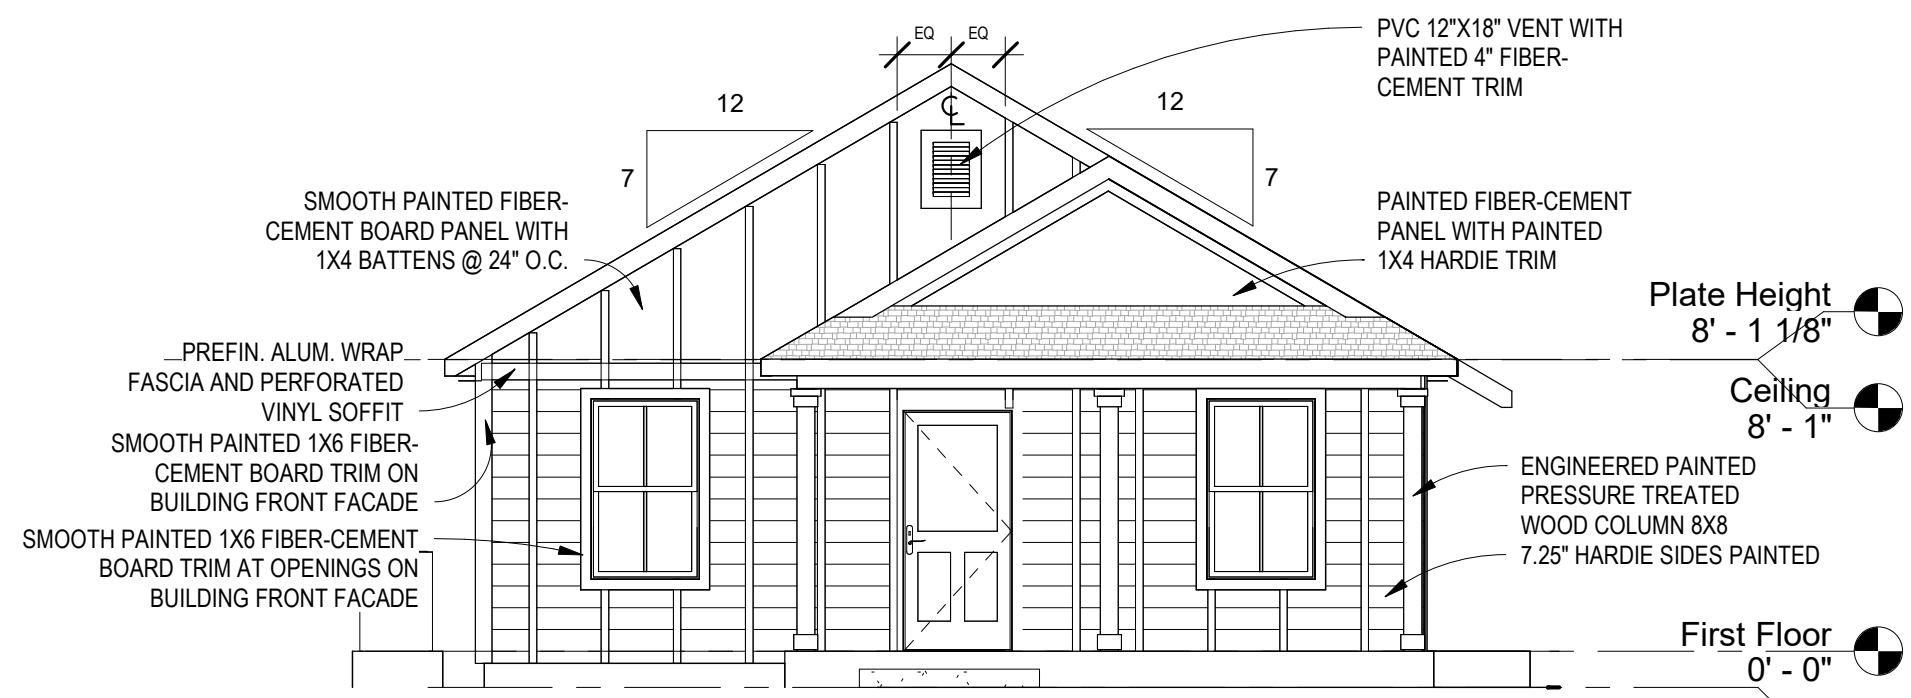 EQ EQ
PVC 12"X18" VENT WITH
PAINTED 4" FIBER-
CEMENT TRIM
CL
12
7
12
7
SMOOTH PAINTED FIBER-
CEMENT BOARD PANEL WITH
1X4 BATTENS @ 24" O.C.
PAINTED FIBER-CEMENT
PANEL WITH PAINTED
1X4 HARDIE TRIM
Plate Height
8' - 1 1/8"
PREFIN. ALUM. WRAP
FASCIA AND PERFORATED
VINYL SOFFIT
Ceiling
8' - 1"
SMOOTH PAINTED 1X6 FIBER-
CEMENT BOARD TRIM ON
BUILDING FRONT FACADE
ENGINEERED PAINTED
PRESSURE TREATED
WOOD COLUMN 8X8
7.25" HARDIE SIDES PAINTED
SMOOTH PAINTED 1X6 FIBER-CEMENT
BOARD TRIM AT OPENINGS ON
BUILDING FRONT FACADE
First Floor
0' - 0"